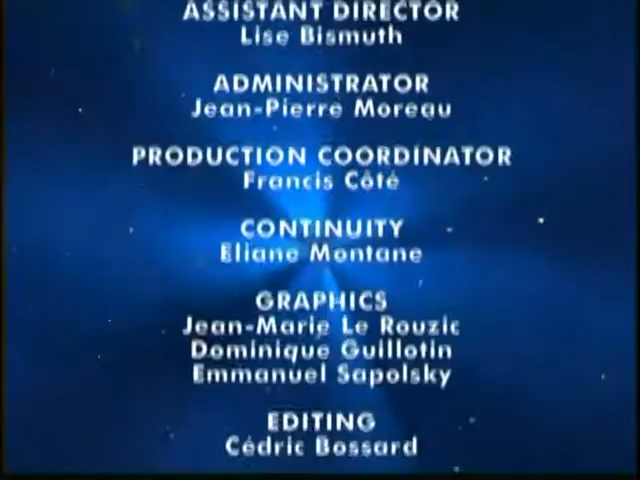 ASSISTANT DIRECTOR
Lise Bismuth
ADMINISTRATOR
Jean-Pierre Moreau
PRODUCTION COORDINATOR
Francis Côté
CONTINUITY
Eliane Montane
GRAPHICS
Jean-Marie Le Rouzic
Dominique Guillotin
Emmanuel Sapolsky
EDITING
Cédric Bossard